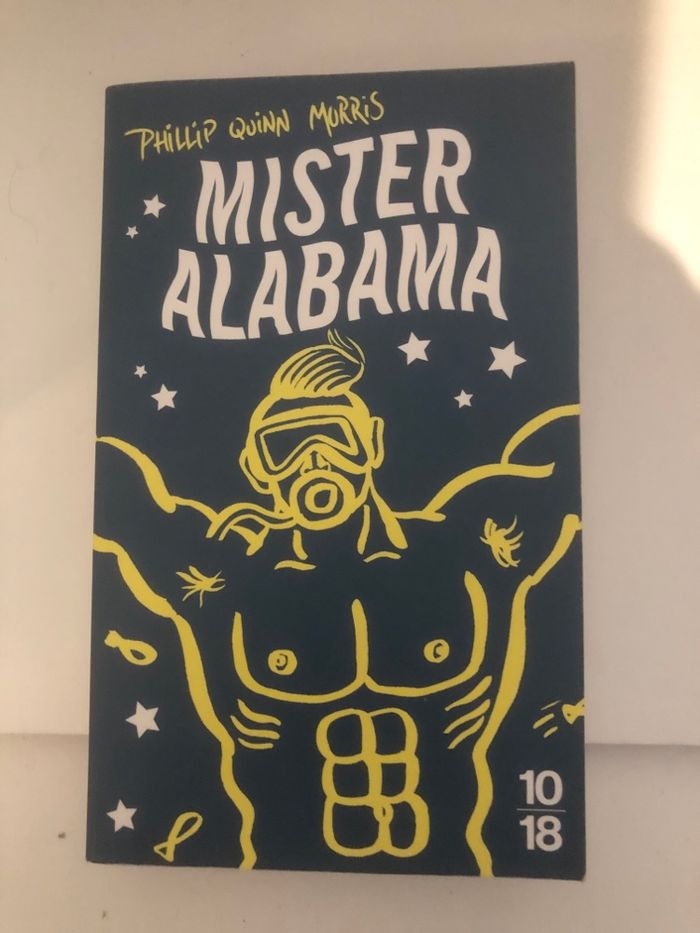 PHILLIP QUINN MORRIS
MISTER
ALABAMA
10
18